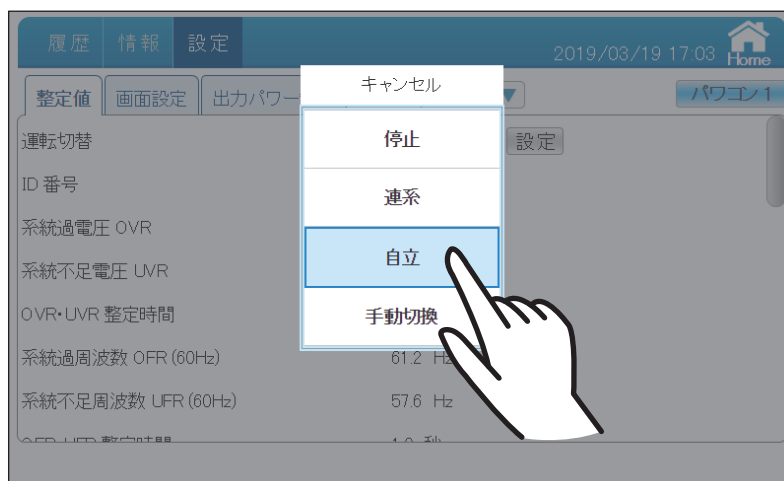 履歴 情報 設定 2019/03/19 17:03 Home
整定値 画面設定 出力パワー ▼ パワコン 1
キャンセル
停止
連系
自立
手動切換
運転切替 設定
ID 番号
系統過電圧 OVR
系統不足電圧 UVR
OVR・UVR 整定時間
系統過周波数 OFR (60Hz) 61.2 Hz
系統不足周波数 UFR (60Hz) 57.6 Hz